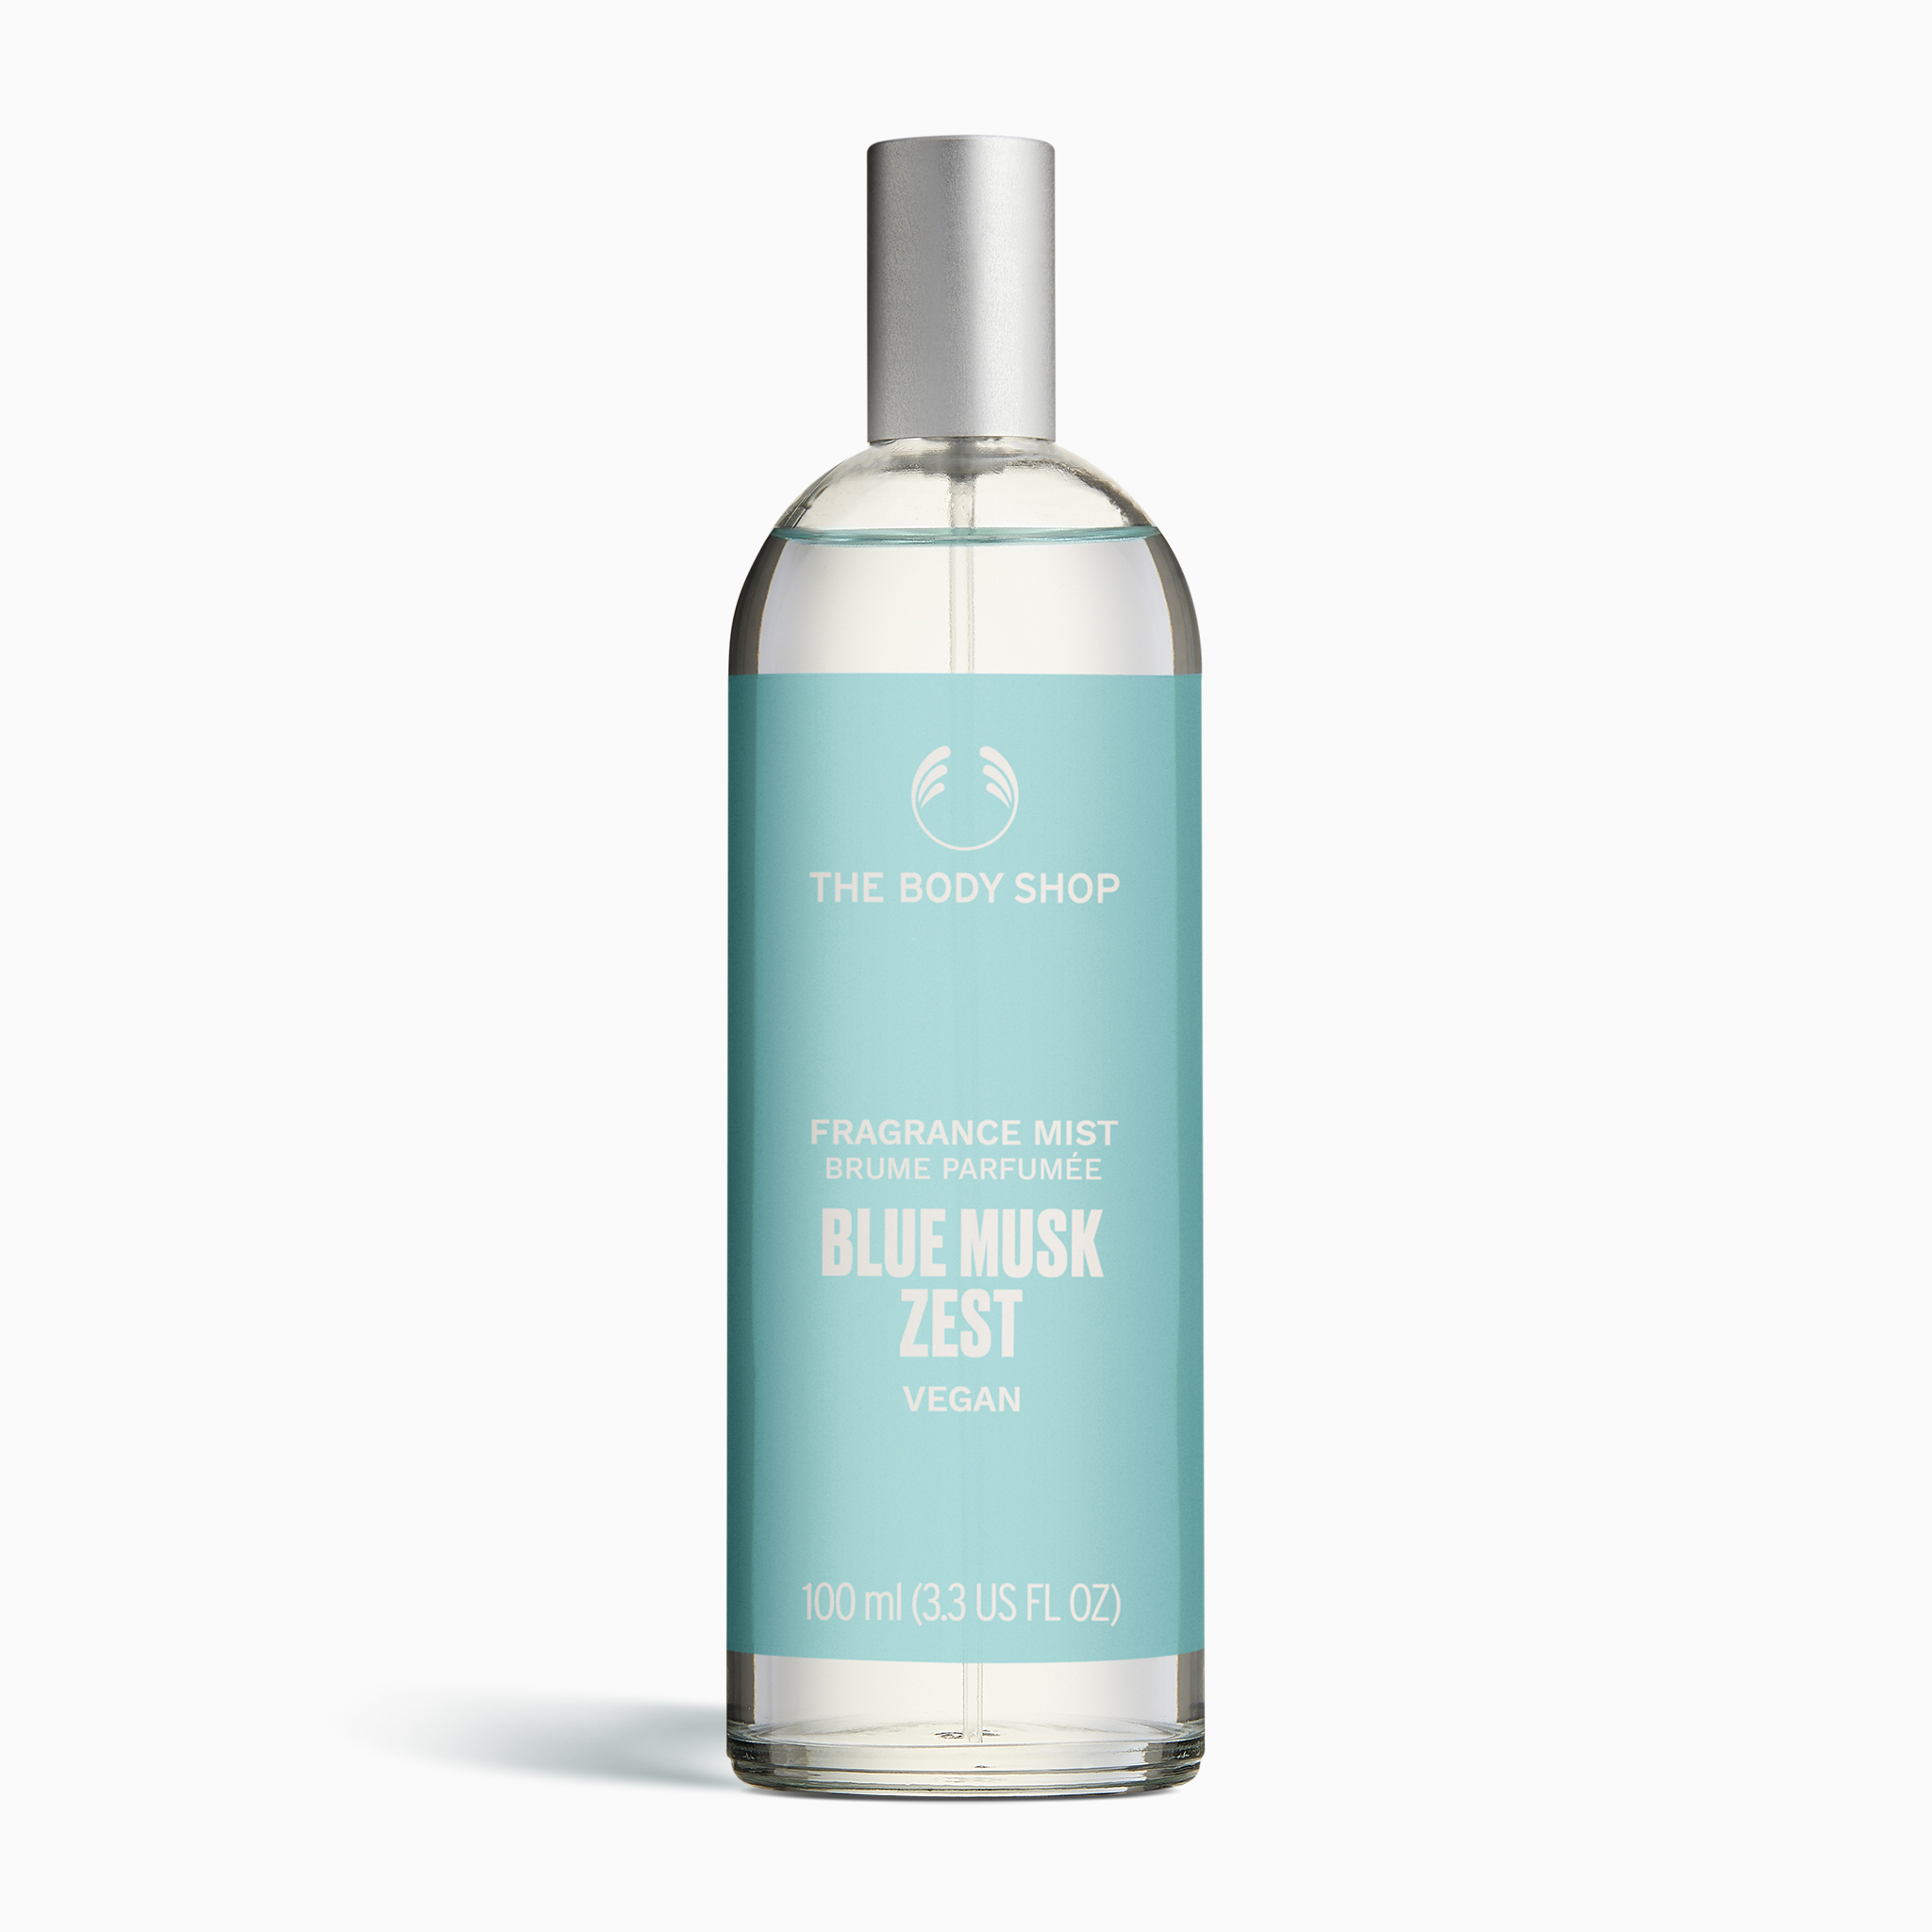 THE BODY SHOP
FRAGRANCE MIST
BRUME PARFUMÉE
BLUE MUSK
ZEST
VEGAN
100 ml (3.3 US FL OZ)